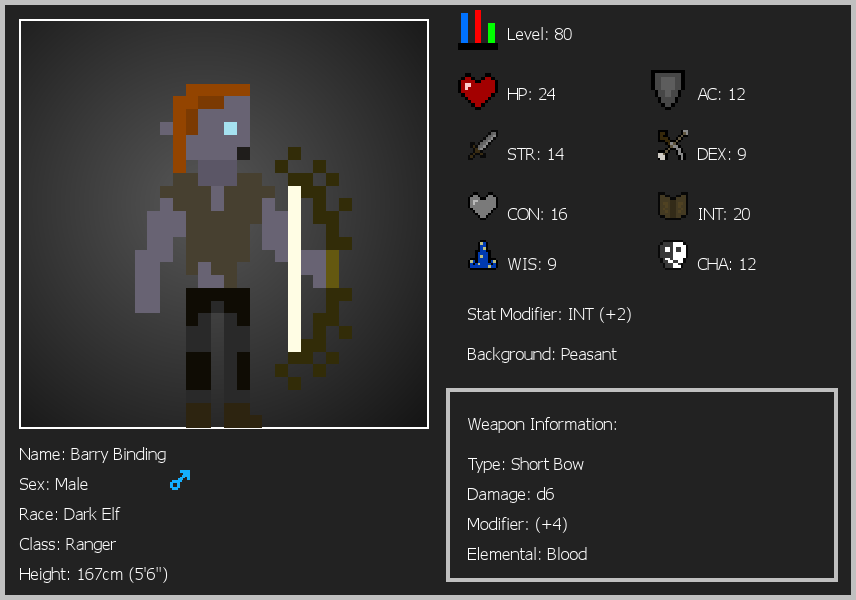 Level: 80
HP: 24
AC: 12
STR: 14
DEX: 9
CON: 16
INT: 20
WIS: 9
CHA: 12
Stat Modifier: INT (+2)
Background: Peasant
Weapon Information:
Type: Short Bow
Damage: d6
Modifier: (+4)
Elemental: Blood
Name: Barry Binding
Sex: Male
Race: Dark Elf
Class: Ranger
Height: 167cm (5'6")